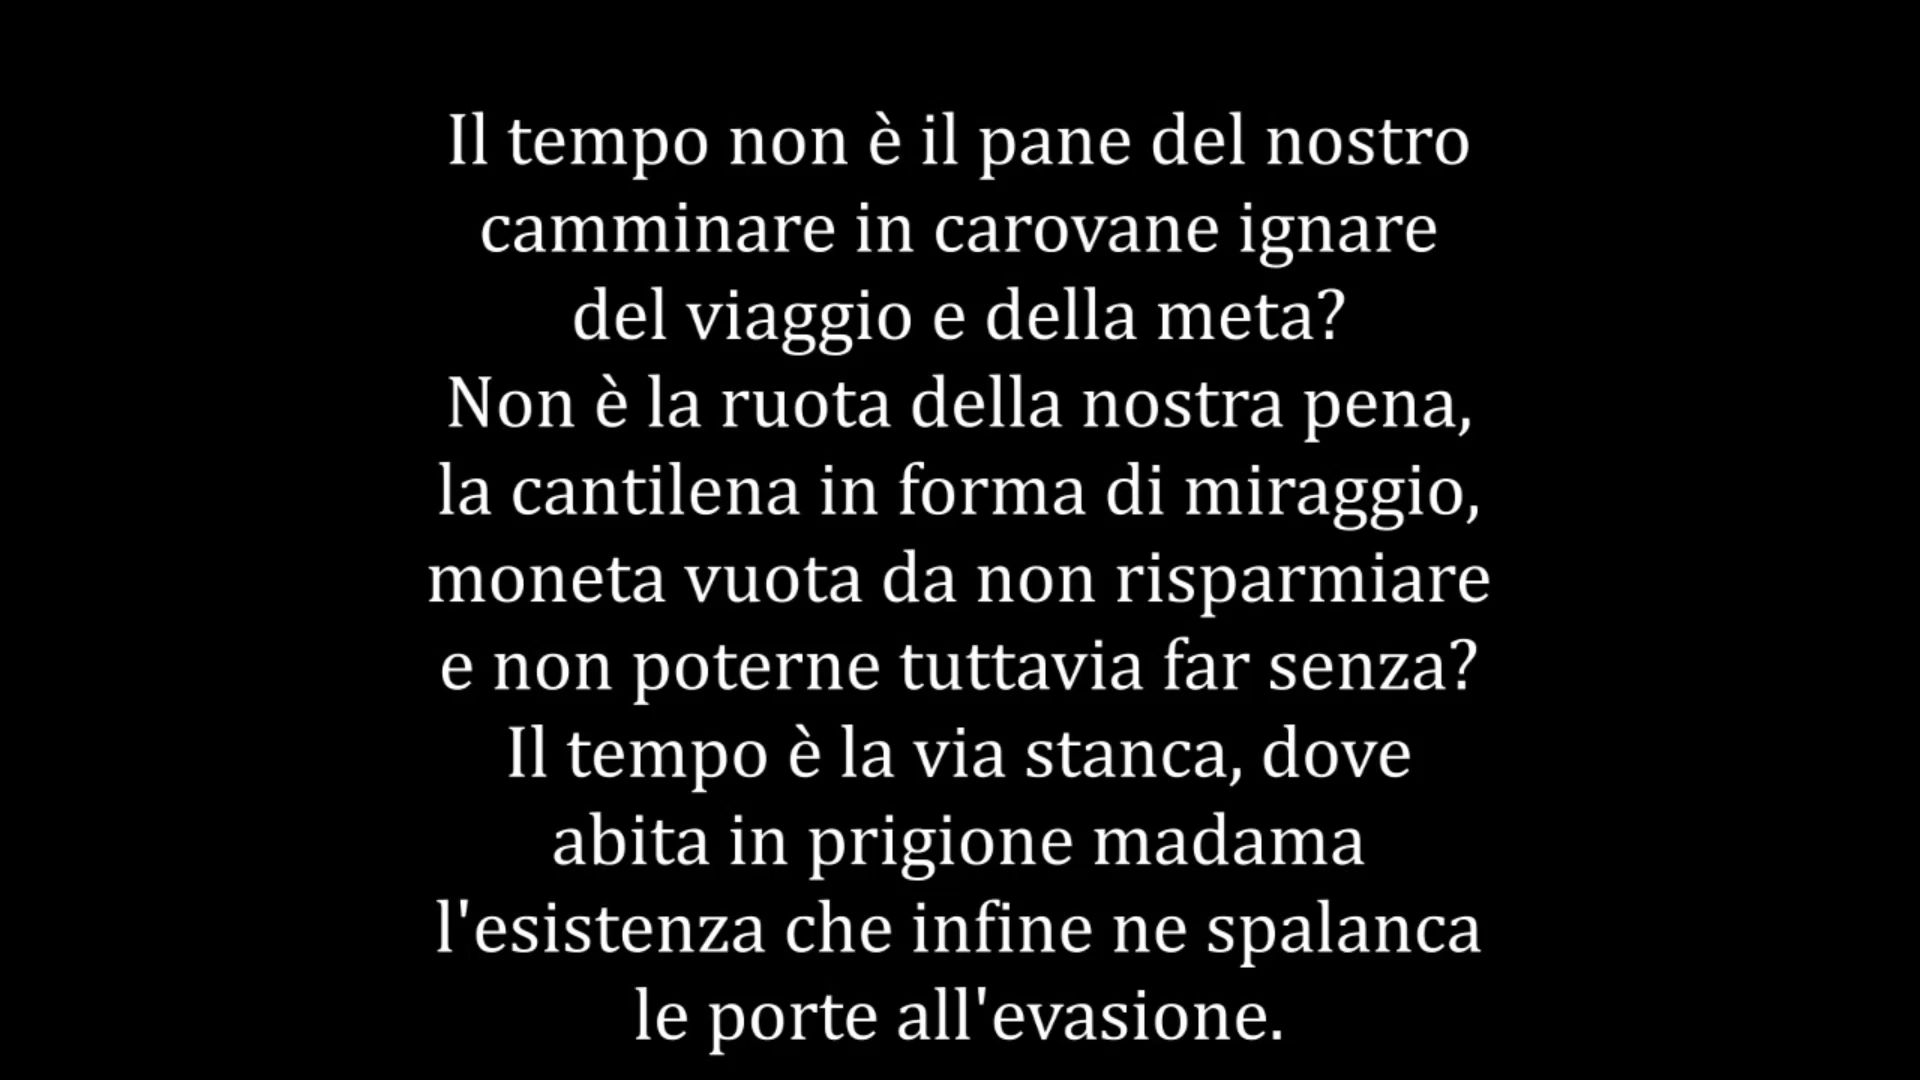 Il tempo non è il pane del nostro
camminare in carovane ignare
del viaggio e della meta?
Non è la ruota della nostra pena,
la cantilena in forma di miraggio,
moneta vuota da non risparmiare
e non poterne tuttavia far senza?
Il tempo è la via stanca, dove
abita in prigione madama
l'esistenza che infine ne spalanca
le porte all'evasione.